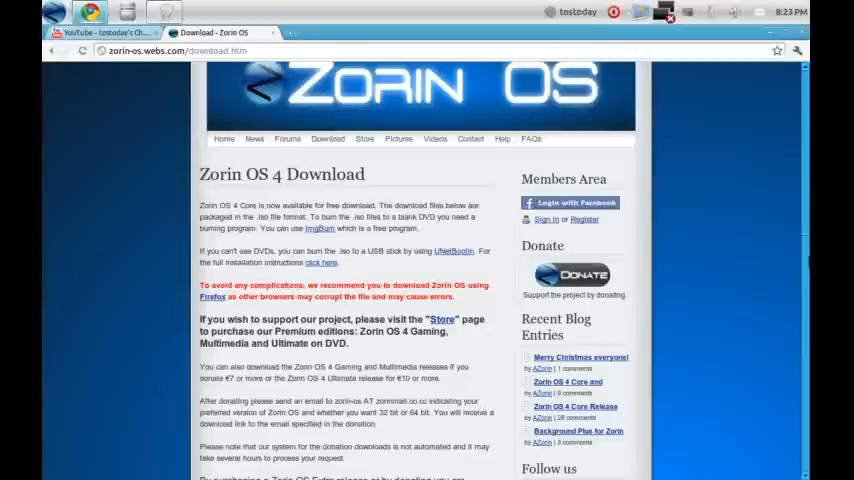 tostoday
8:23 PM
YouTube - tostoday's Ch...
Download - Zorin OS
zorin-os.webs.com/download.htm
ZORIN OS
Home News Forums Download Store Pictures Videos Contact Help FAQs
Zorin OS 4 Download
Zorin OS 4 Core is now available for free download. The download files below are
packaged in the .iso file format. To burn the .iso files to a blank DVD you need a
burning program. You can use ImgBurn which is a free program.
If you can't use DVDs, you can burn the .iso to a USB stick by using UNetBootin. For
the full installation instructions click here.
To avoid any complications, we recommend you to download Zorin OS using
Firefox as other browsers may corrupt the file and may cause errors.
If you wish to support our project, please visit the "Store" page
to purchase our Premium editions: Zorin OS 4 Gaming,
Multimedia and Ultimate on DVD.
You can also download the Zorin OS 4 Gaming and Multimedia releases if you
donate €7 or more or the Zorin OS 4 Ultimate release for €10 or more.
After donating please send an email to zorin-os AT zorinmail.co.cc indicating your
preferred version of Zorin OS and whether you want 32 bit or 64 bit. You will receive a
download link to the email specified in the donation
Please note that our system for the donation downloads is not automated and it may
take several hours to process your request.
Members Area
Login with Facebook
Sign In or Register
Donate
DONATE
Support the project by donating.
Recent Blog
Entries
Merry Christmas everyone!
by AZorin | 1 comments
Zorin OS 4 Core and
by AZorin | 8 comments
Zorin OS 4 Core Release
by AZorin | 28 comments
Background Plus for Zorin
by AZorin | 3 comments
Follow us